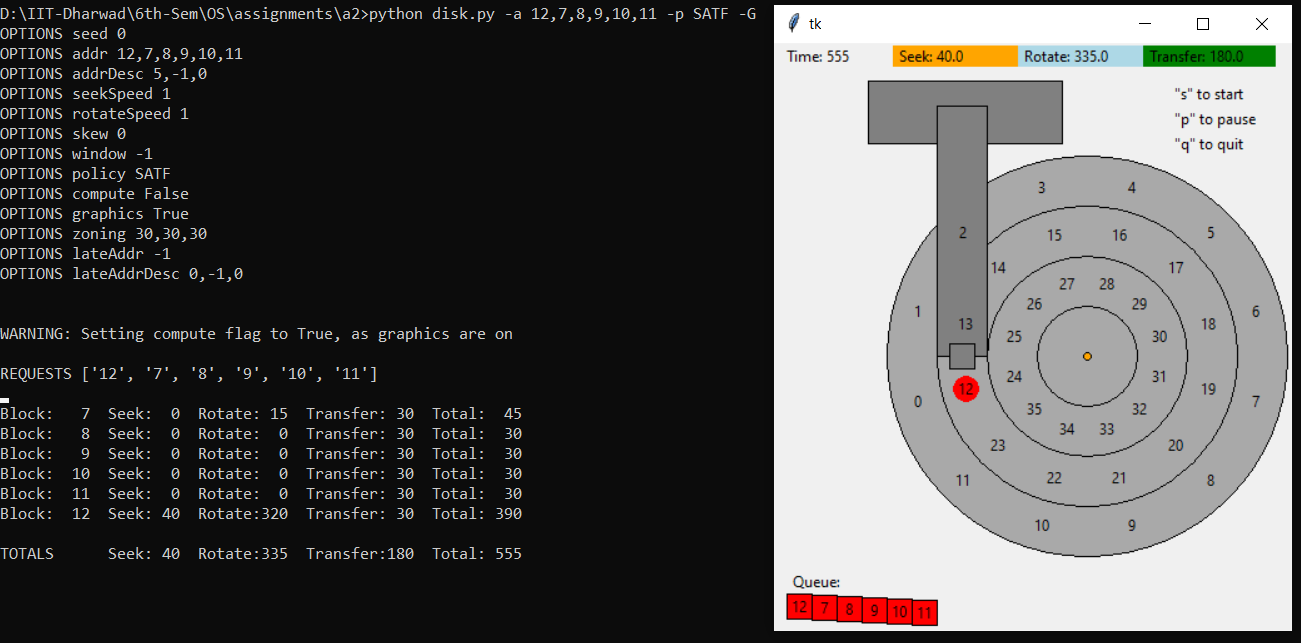 D:\IIT-Dharwad\6th-Sem\OS\assignments\a2>python disk.py -a 12,7,8,9,10,11 -p SATF -G
OPTIONS seed 0
OPTIONS addr 12,7,8,9,10,11
OPTIONS addrDesc 5,-1,0
OPTIONS seekSpeed 1
OPTIONS rotateSpeed 1
OPTIONS skew 0
OPTIONS window -1
OPTIONS policy SATF
OPTIONS compute False
OPTIONS graphics True
OPTIONS zoning 30,30,30
OPTIONS lateAddr -1
OPTIONS lateAddrDesc 0,-1,0
WARNING: Setting compute flag to True, as graphics are on
REQUESTS ['12', '7', '8', '9', '10', '11']
Block:   7  Seek:  0  Rotate: 15  Transfer: 30  Total:  45
Block:   8  Seek:  0  Rotate:  0  Transfer: 30  Total:  30
Block:   9  Seek:  0  Rotate:  0  Transfer: 30  Total:  30
Block:  10  Seek:  0  Rotate:  0  Transfer: 30  Total:  30
Block:  11  Seek:  0  Rotate:  0  Transfer: 30  Total:  30
Block:  12  Seek: 40  Rotate:320  Transfer: 30  Total: 390
TOTALS      Seek: 40  Rotate:335  Transfer:180  Total: 555
tk
Time: 555 Seek: 40.0 Rotate: 335.0 Transfer: 180.0
"s" to start
"p" to pause
"q" to quit
3 4
2 15 16 5
14 17
27 28
1 26 29 6
13 18
25 30
24 31
12 19
0 35 32 7
34 33
23 20
11 22 21 8
10 9
Queue:
12 7 8 9 10 11